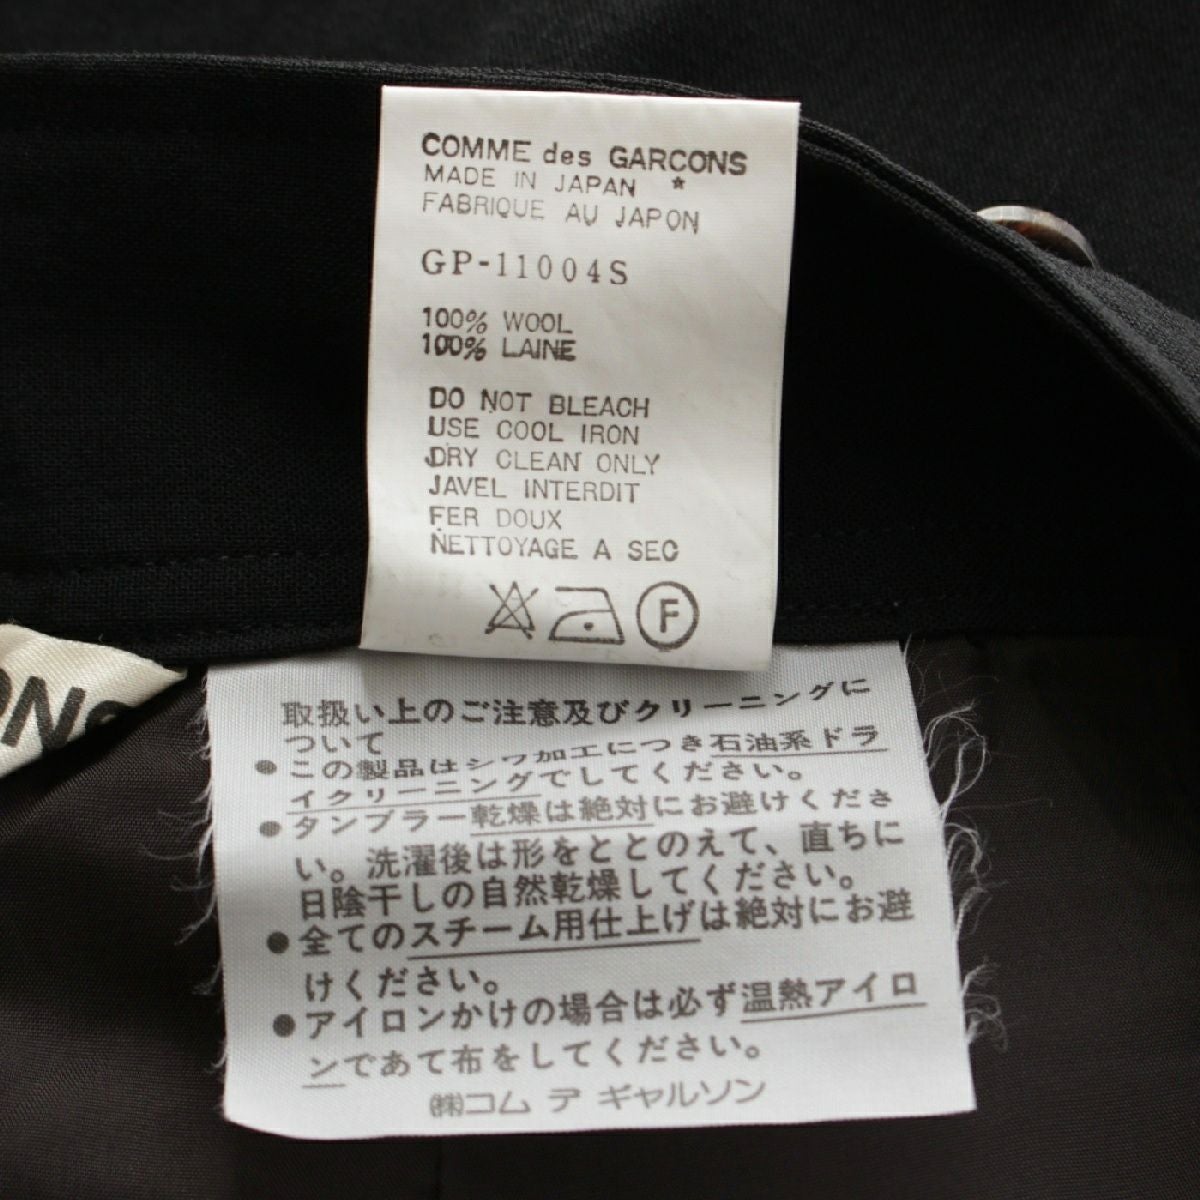 COMME des GARCONS
MADE IN JAPAN *
FABRIQUE AU JAPON
GP-11004S
100% WOOL
100% LAINE
DO NOT BLEACH
USE COOL IRON
DRY CLEAN ONLY
JAVEL INTERDIT
FER DOUX
NETTOYAGE A SEC
F
取扱い上のご注意及びクリーニングに
ついて
●この製品はシワ加工につき石油系ドラ
イクリーニングでしてください。
●タンブラー乾燥は絶対にお避けくださ
い。洗濯後は形をととのえて、直ちに
日陰干しの自然乾燥してください。
●全てのスチーム用仕上げは絶対にお避
けください。
●アイロンかけの場合は必ず温熱アイロ
ンであて布をしてください。
㈱コム デ ギャルソン